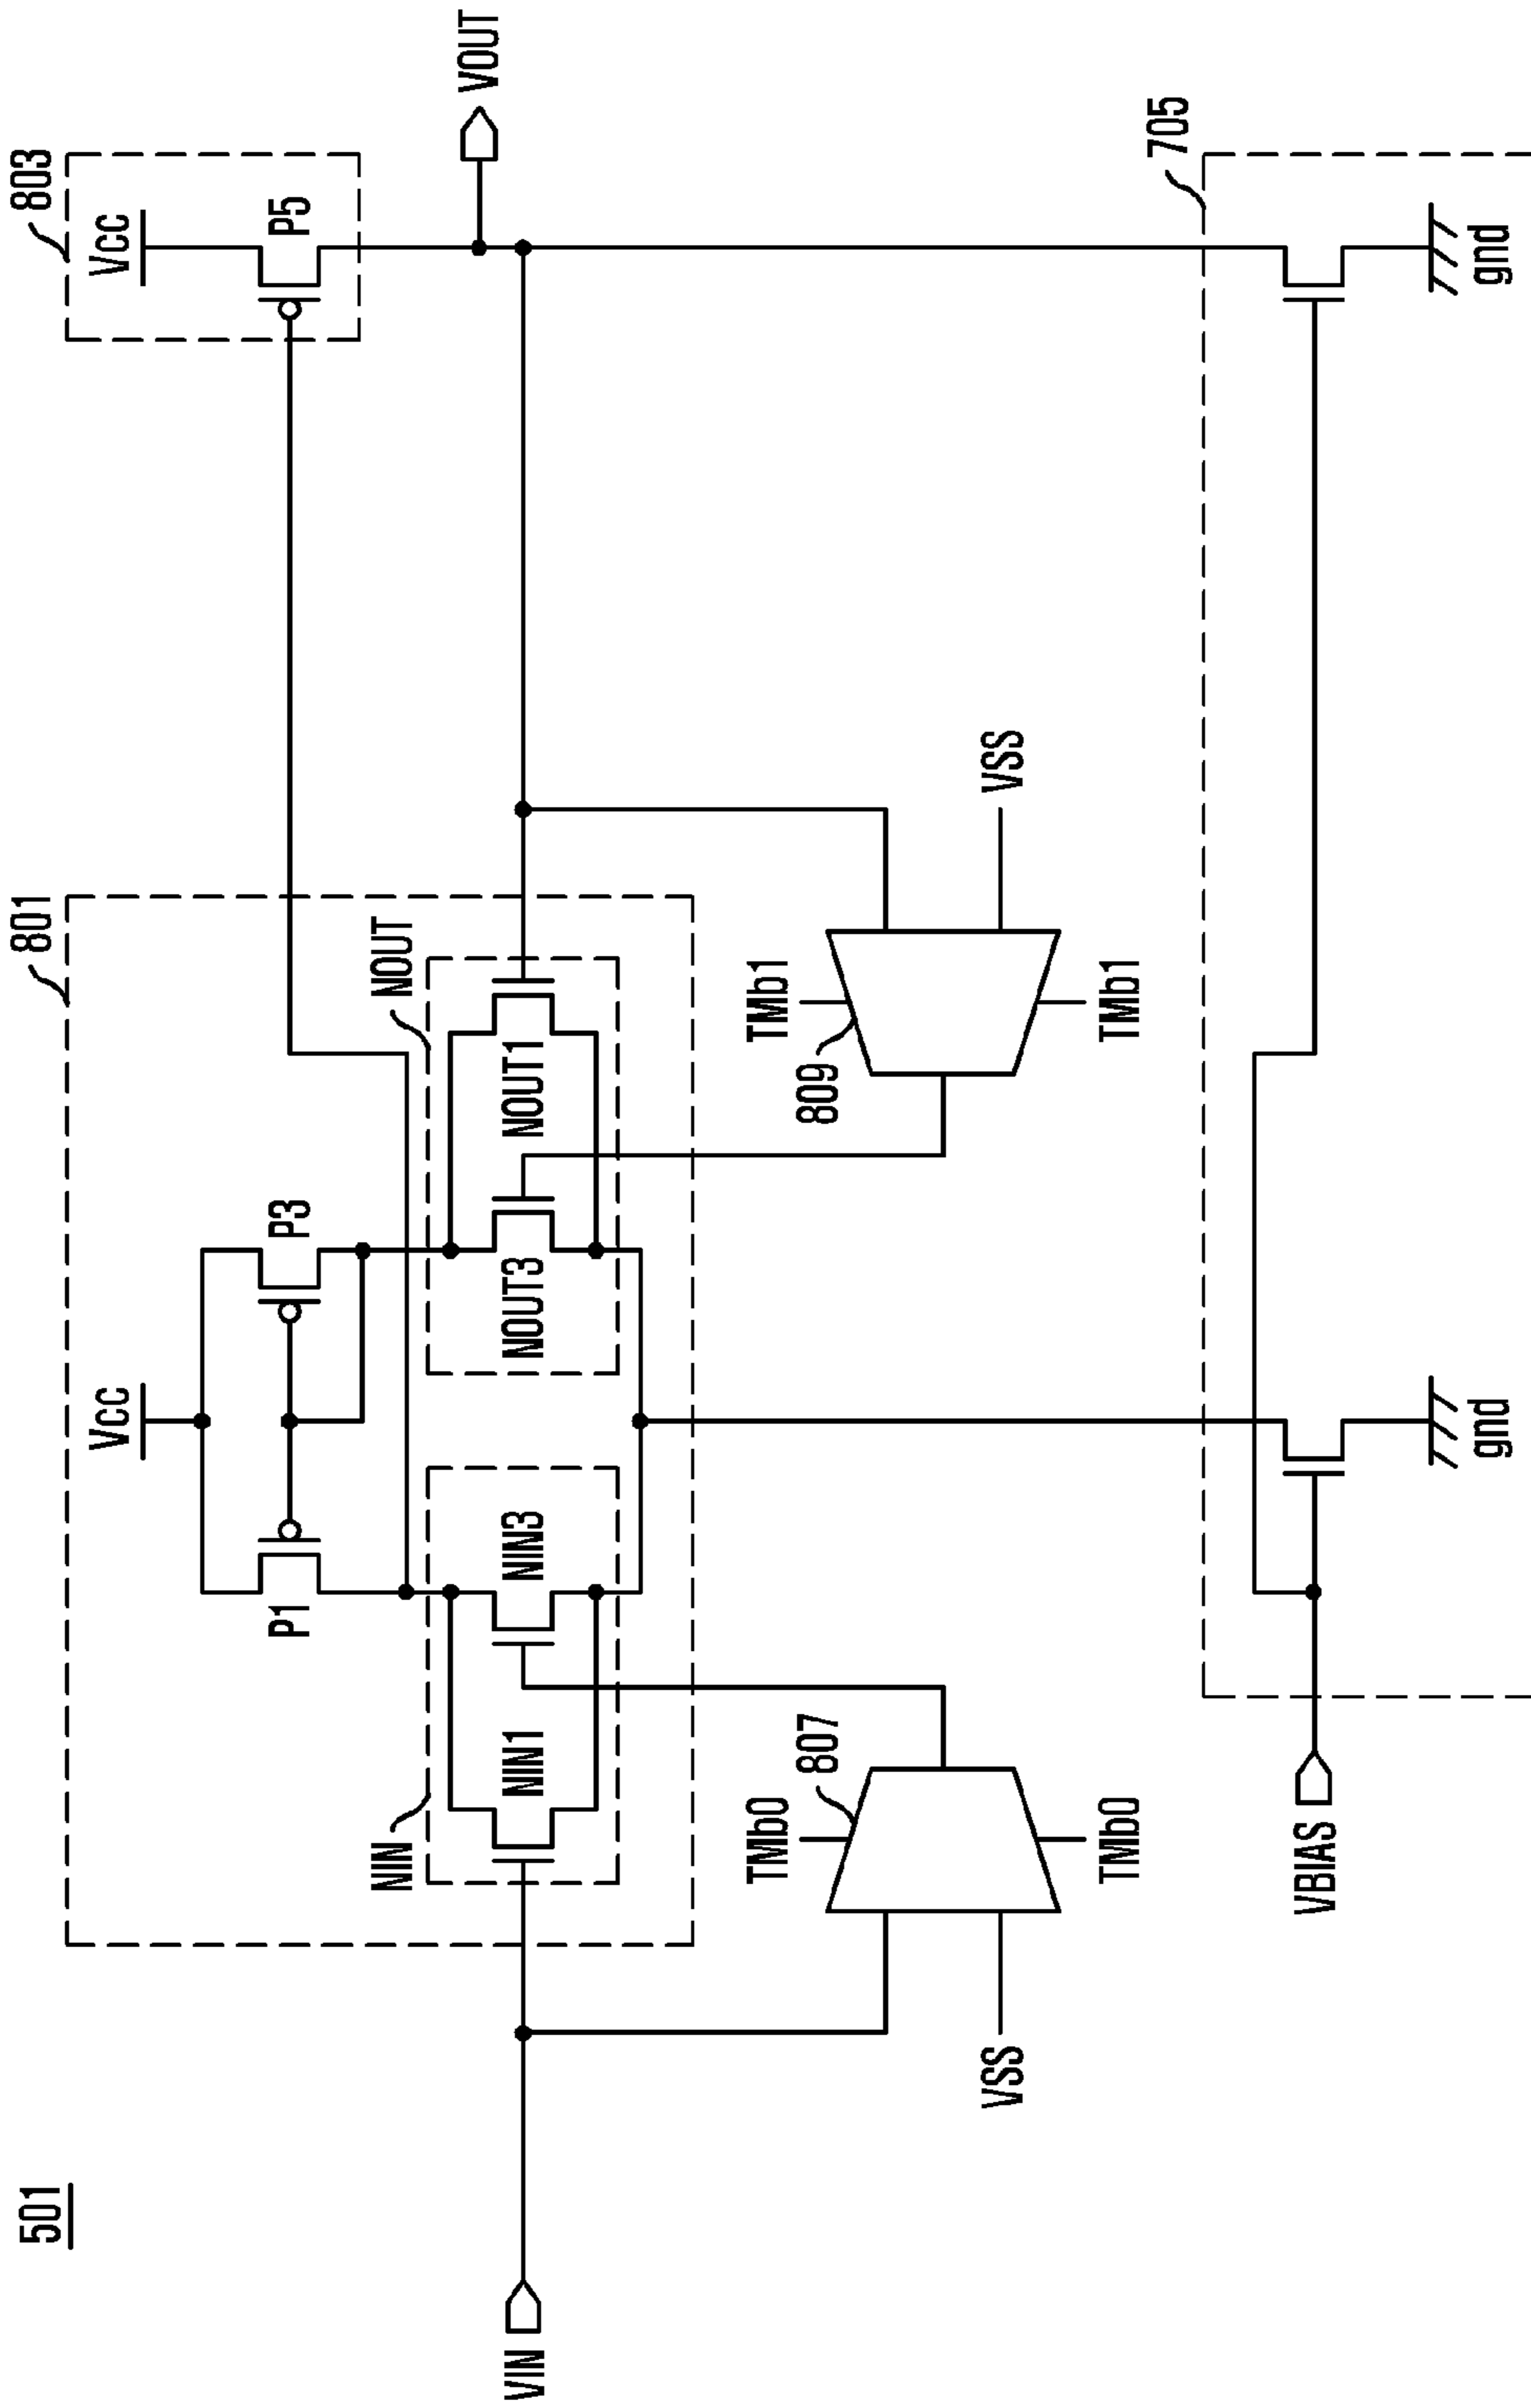 501
801
803
Vcc
Vcc
P1
P3
P5
NIN
NOUT
VOUT
VIN
NIN1
NIN3
NOUT3
NOUT1
TMb0
807
809
TMb1
VSS
VSS
TMb0
TMb1
705
VBIAS
gnd
gnd